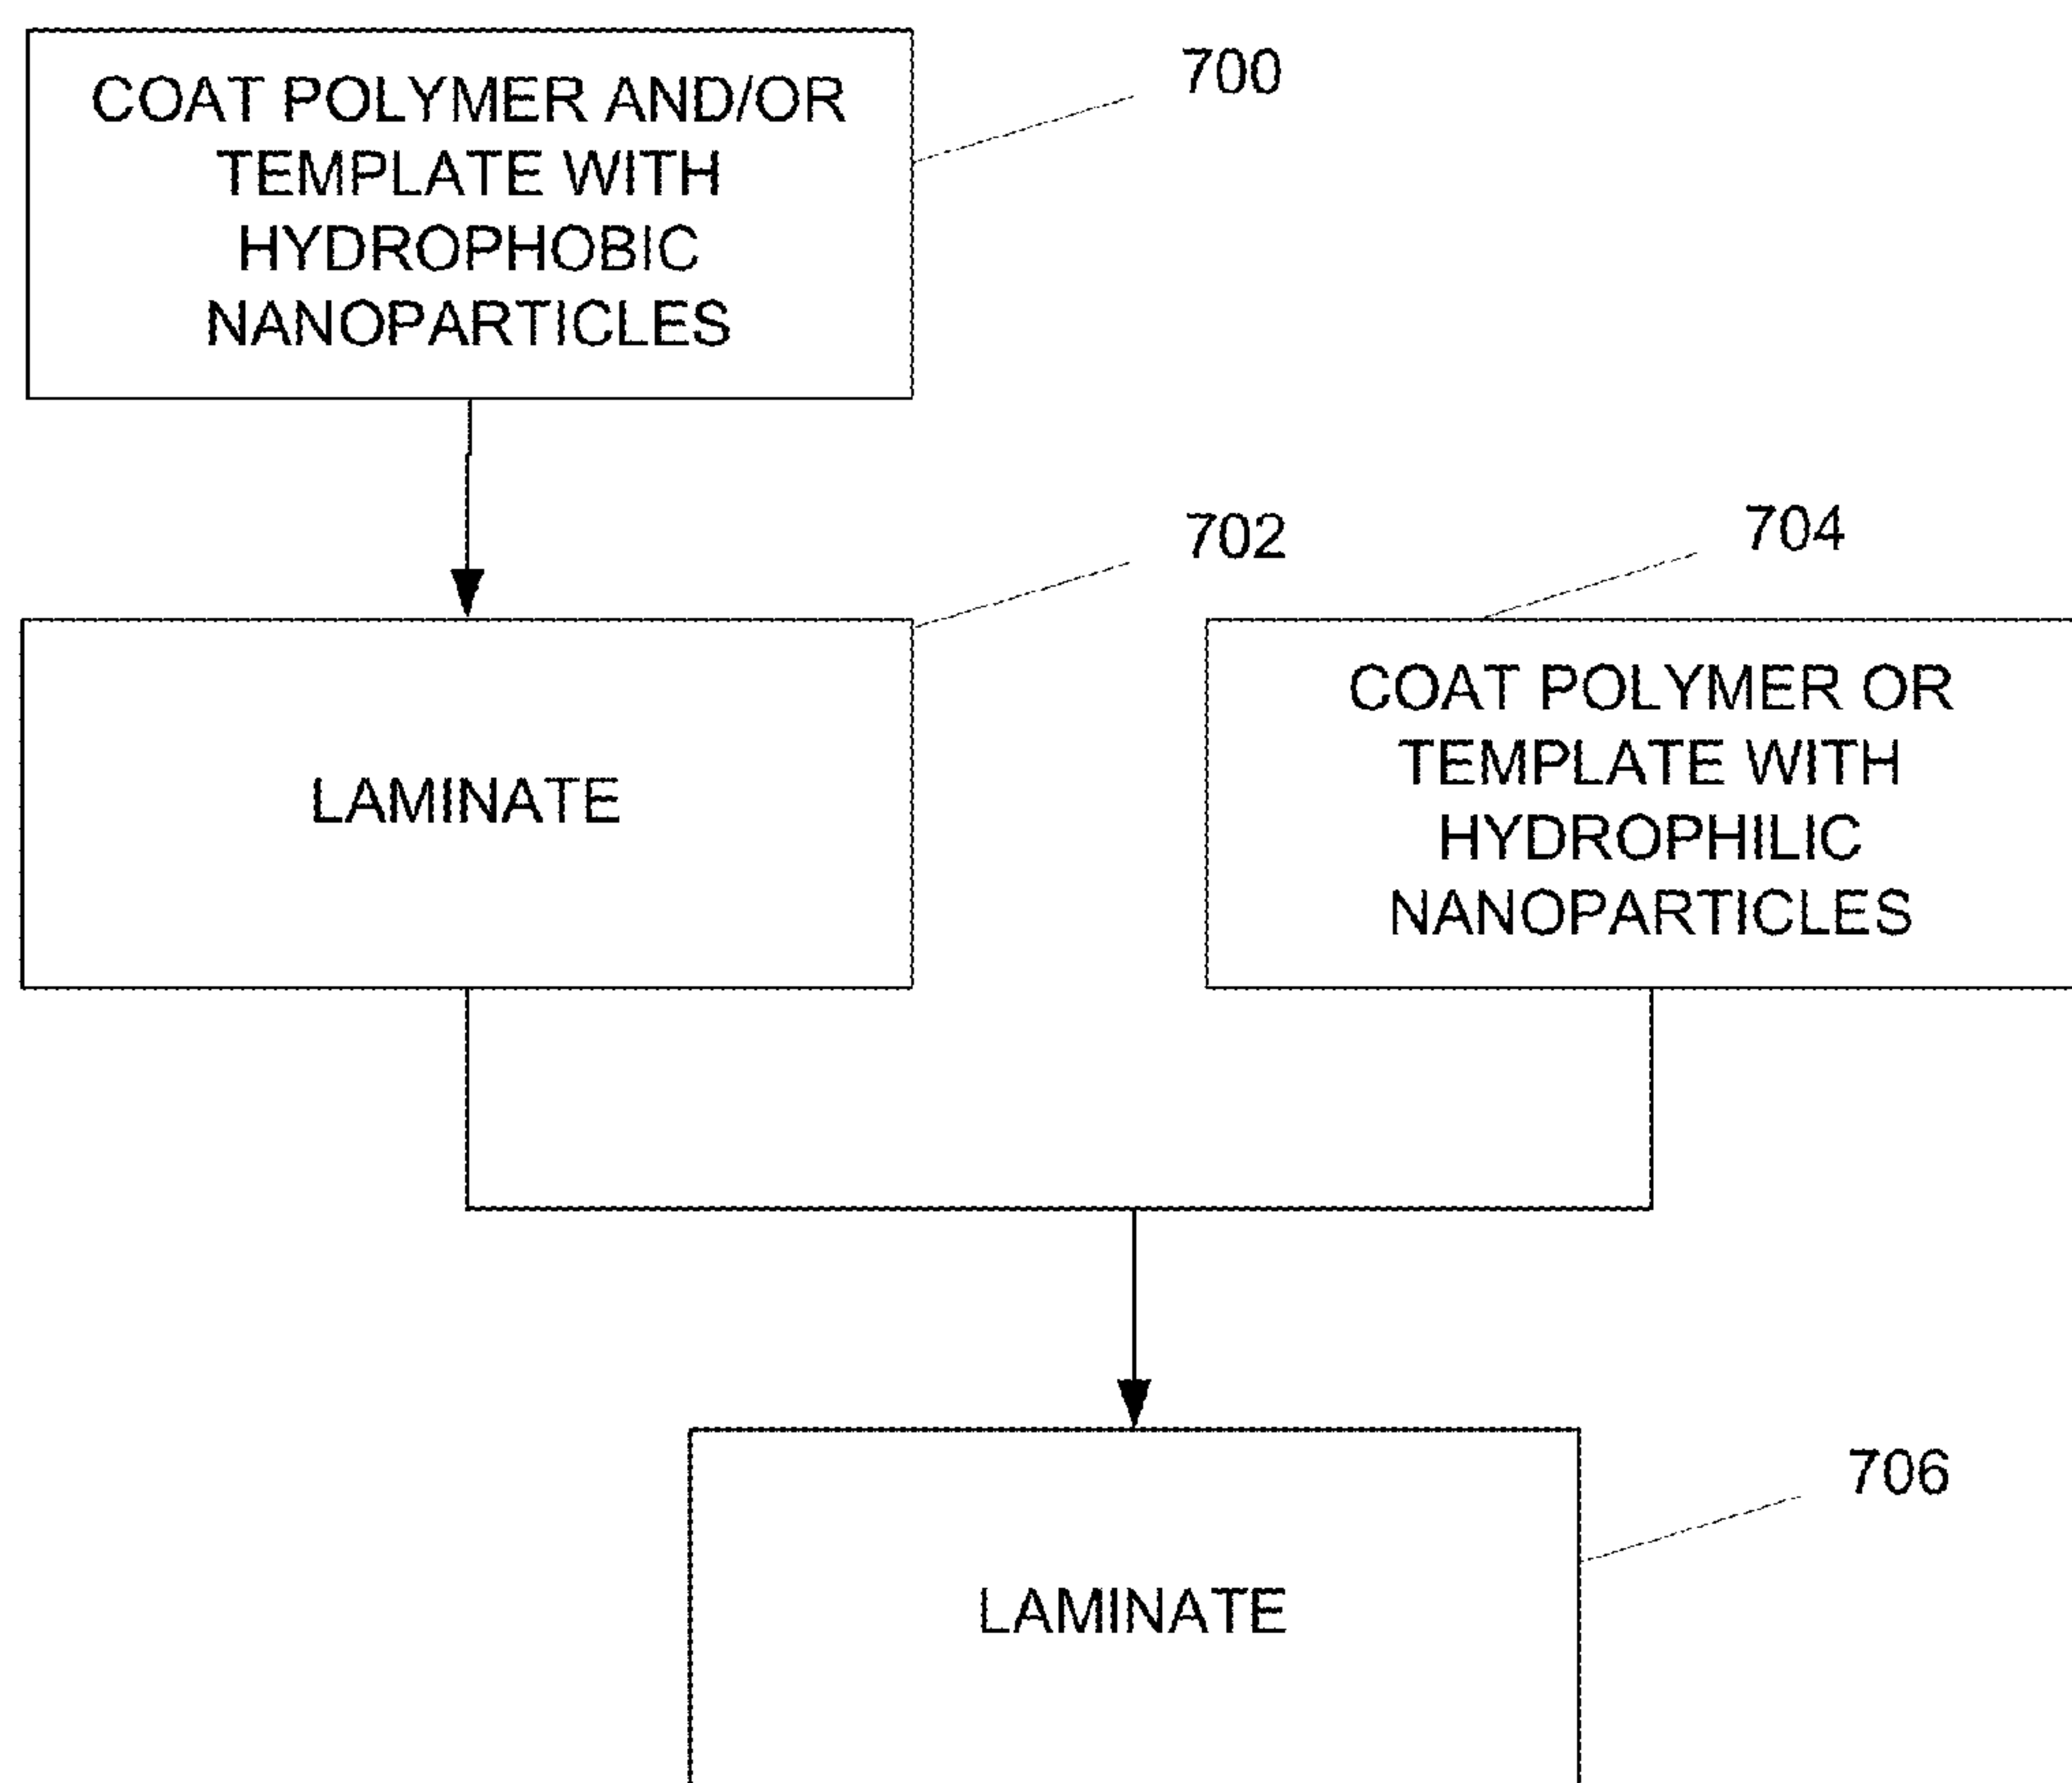 COAT POLYMER AND/OR
TEMPLATE WITH
HYDROPHOBIC
NANOPARTICLES
700
LAMINATE
702
COAT POLYMER OR
TEMPLATE WITH
HYDROPHILIC
NANOPARTICLES
704
LAMINATE
706